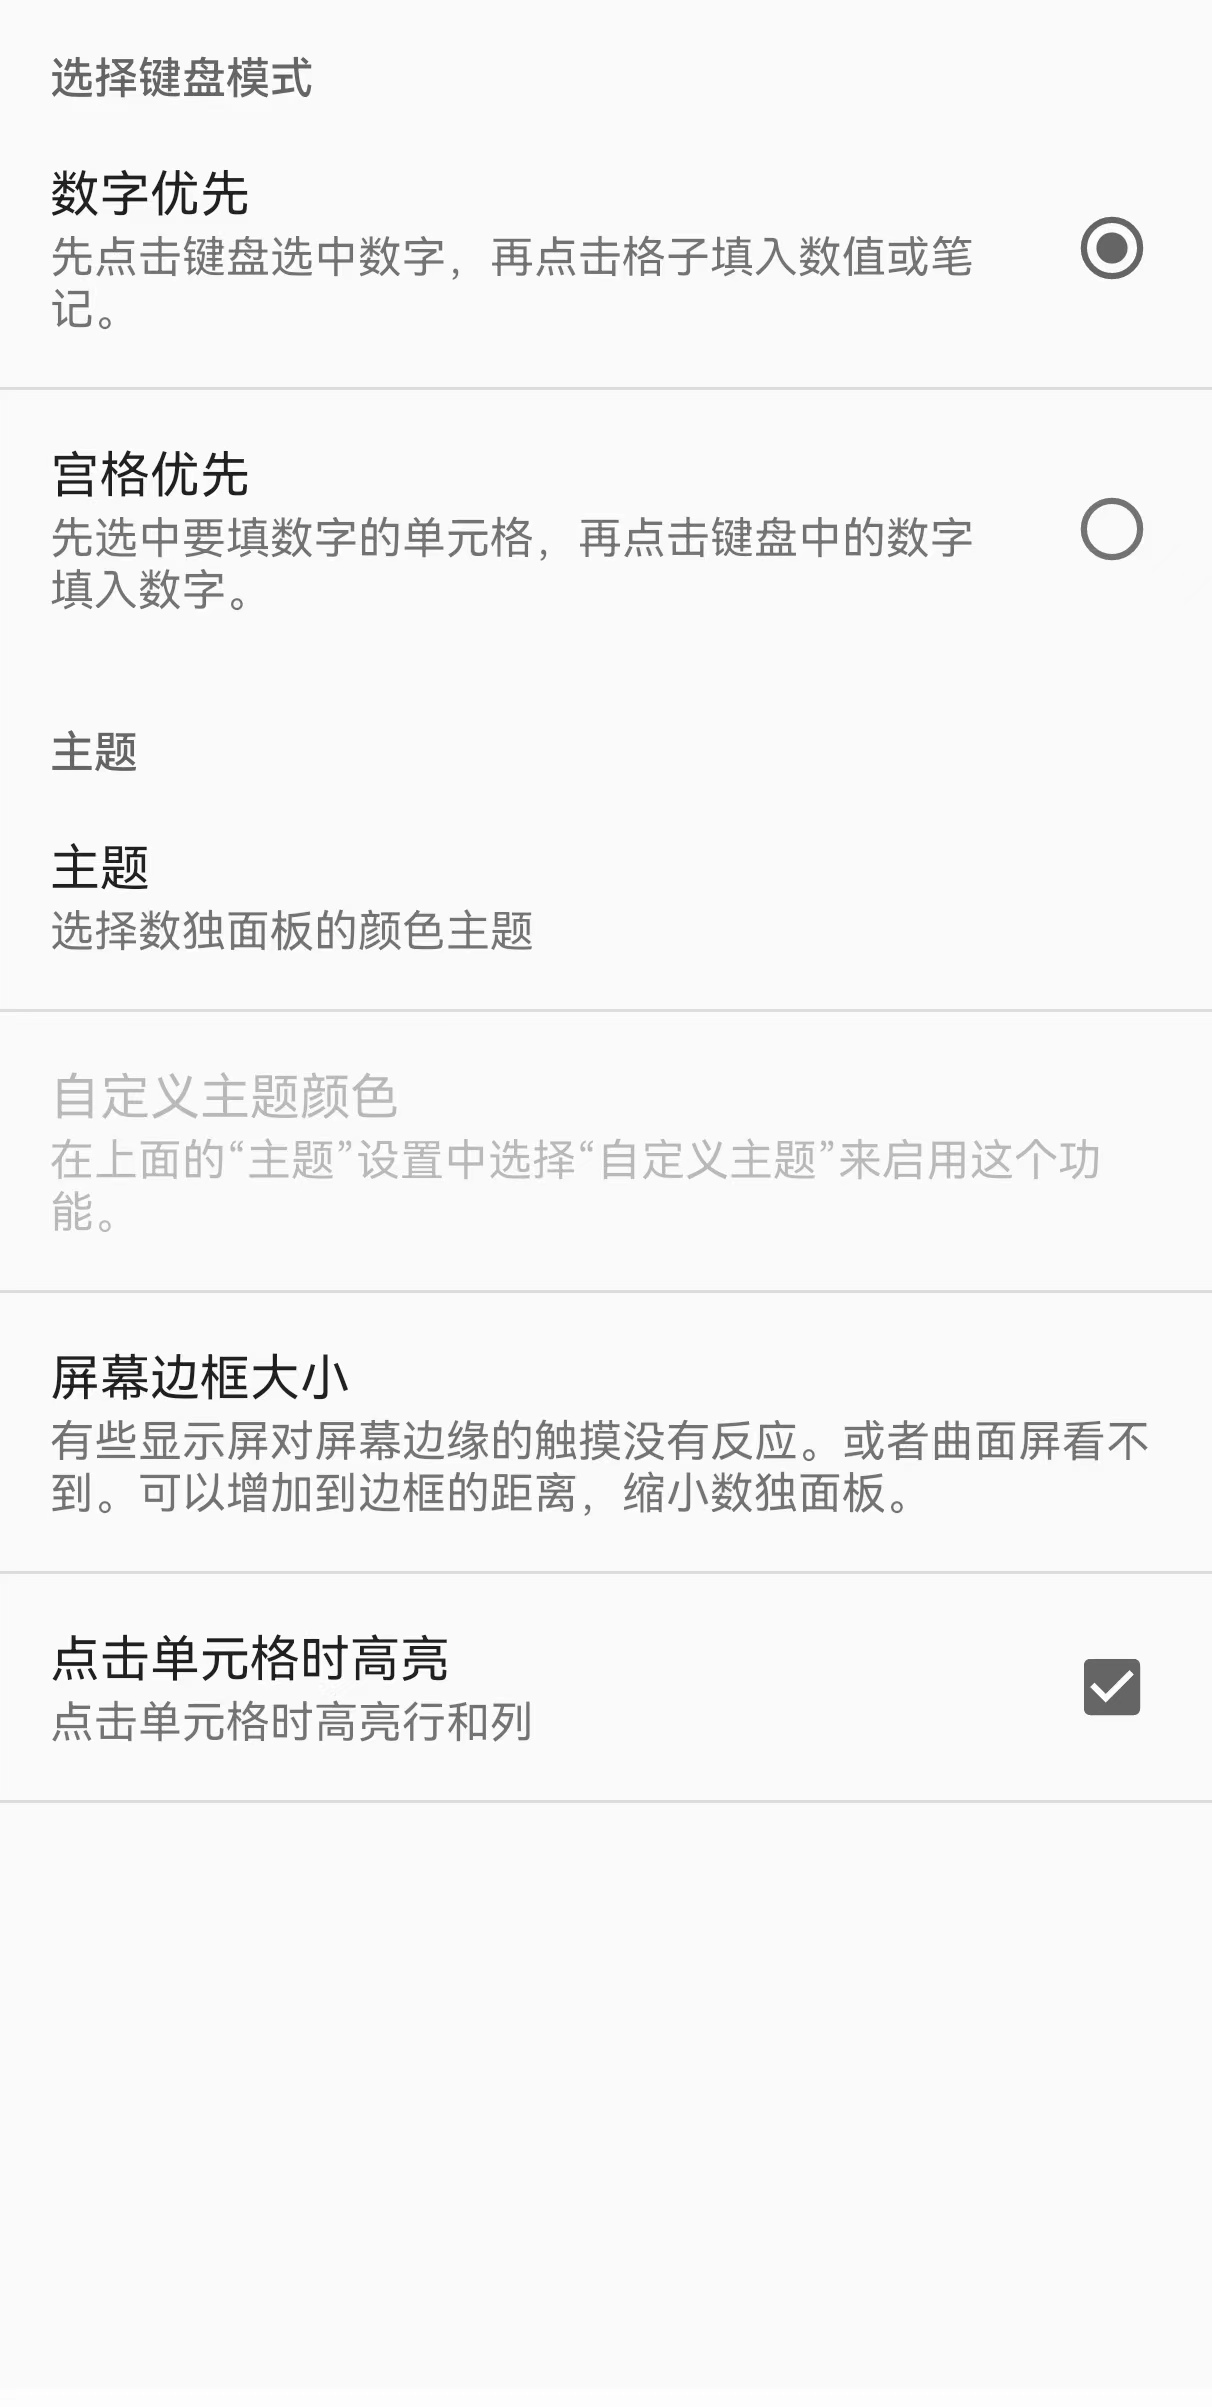 选择键盘模式
数字优先
先点击键盘选中数字，再点击格子填入数值或笔
记。
宫格优先
先选中要填数字的单元格，再点击键盘中的数字
填入数字。
主题
主题
选择数独面板的颜色主题
自定义主题颜色
在上面的“主题”设置中选择“自定义主题”来启用这个功
能。
屏幕边框大小
有些显示屏对屏幕边缘的触摸没有反应。或者曲面屏看不
到。可以增加到边框的距离，缩小数独面板。
点击单元格时高亮
点击单元格时高亮行和列